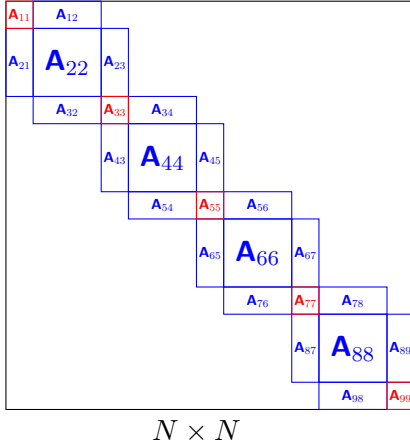 A₁₁ A₁₂
A₂₁ A₂₂ A₂₃
A₃₂ A₃₃ A₃₄
A₄₃ A₄₄ A₄₅
A₅₄ A₅₅ A₅₆
A₆₅ A₆₆ A₆₇
A₇₆ A₇₇ A₇₈
A₈₇ A₈₈ A₈₉
A₉₈ A₉₉
N × N